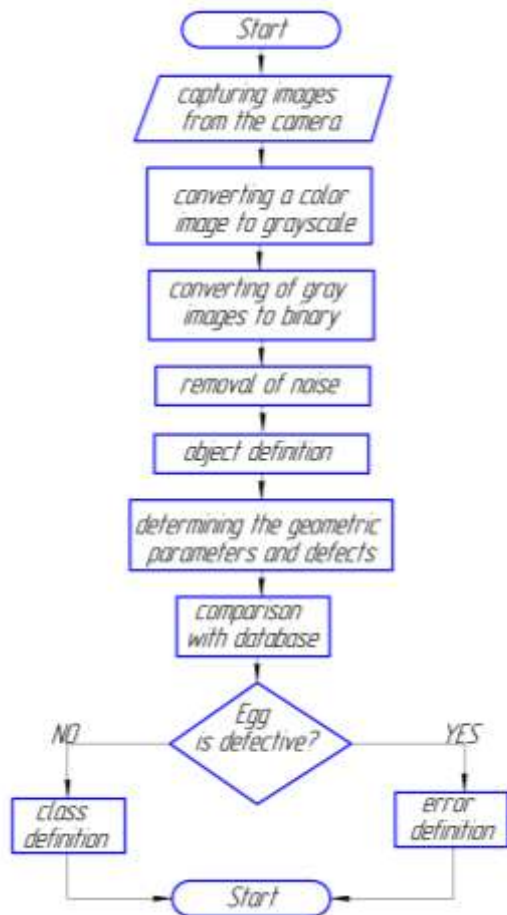 Start
capturing images
from the camera
converting a color
image to grayscale
converting of gray
images to binary
removal of noise
object definition
determining the geometric
parameters and defects
comparison
with database
Egg
is defective?
NO
YES
class
definition
error
definition
Start